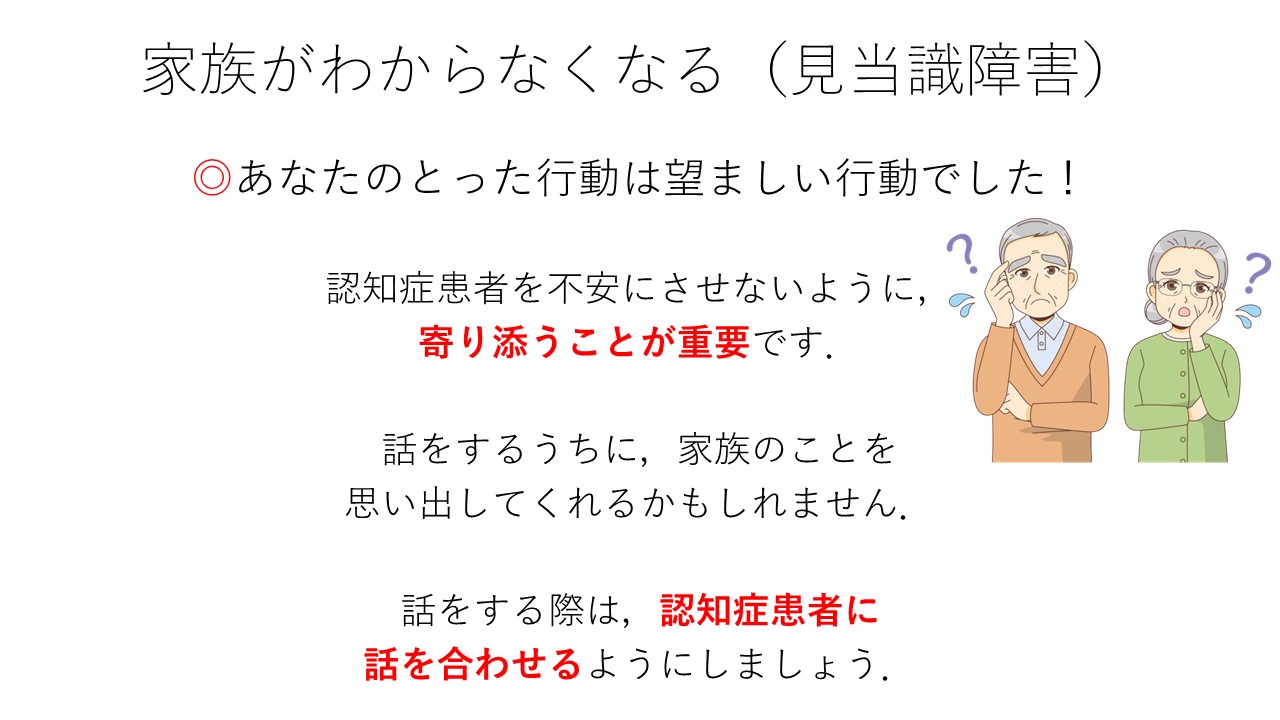 家族がわからなくなる（見当識障害）
◎あなたのとった行動は望ましい行動でした！
認知症患者を不安にさせないように，
寄り添うことが重要です．
話をするうちに，家族のことを
思い出してくれるかもしれません．
話をする際は，認知症患者に
話を合わせるようにしましょう．
？
？